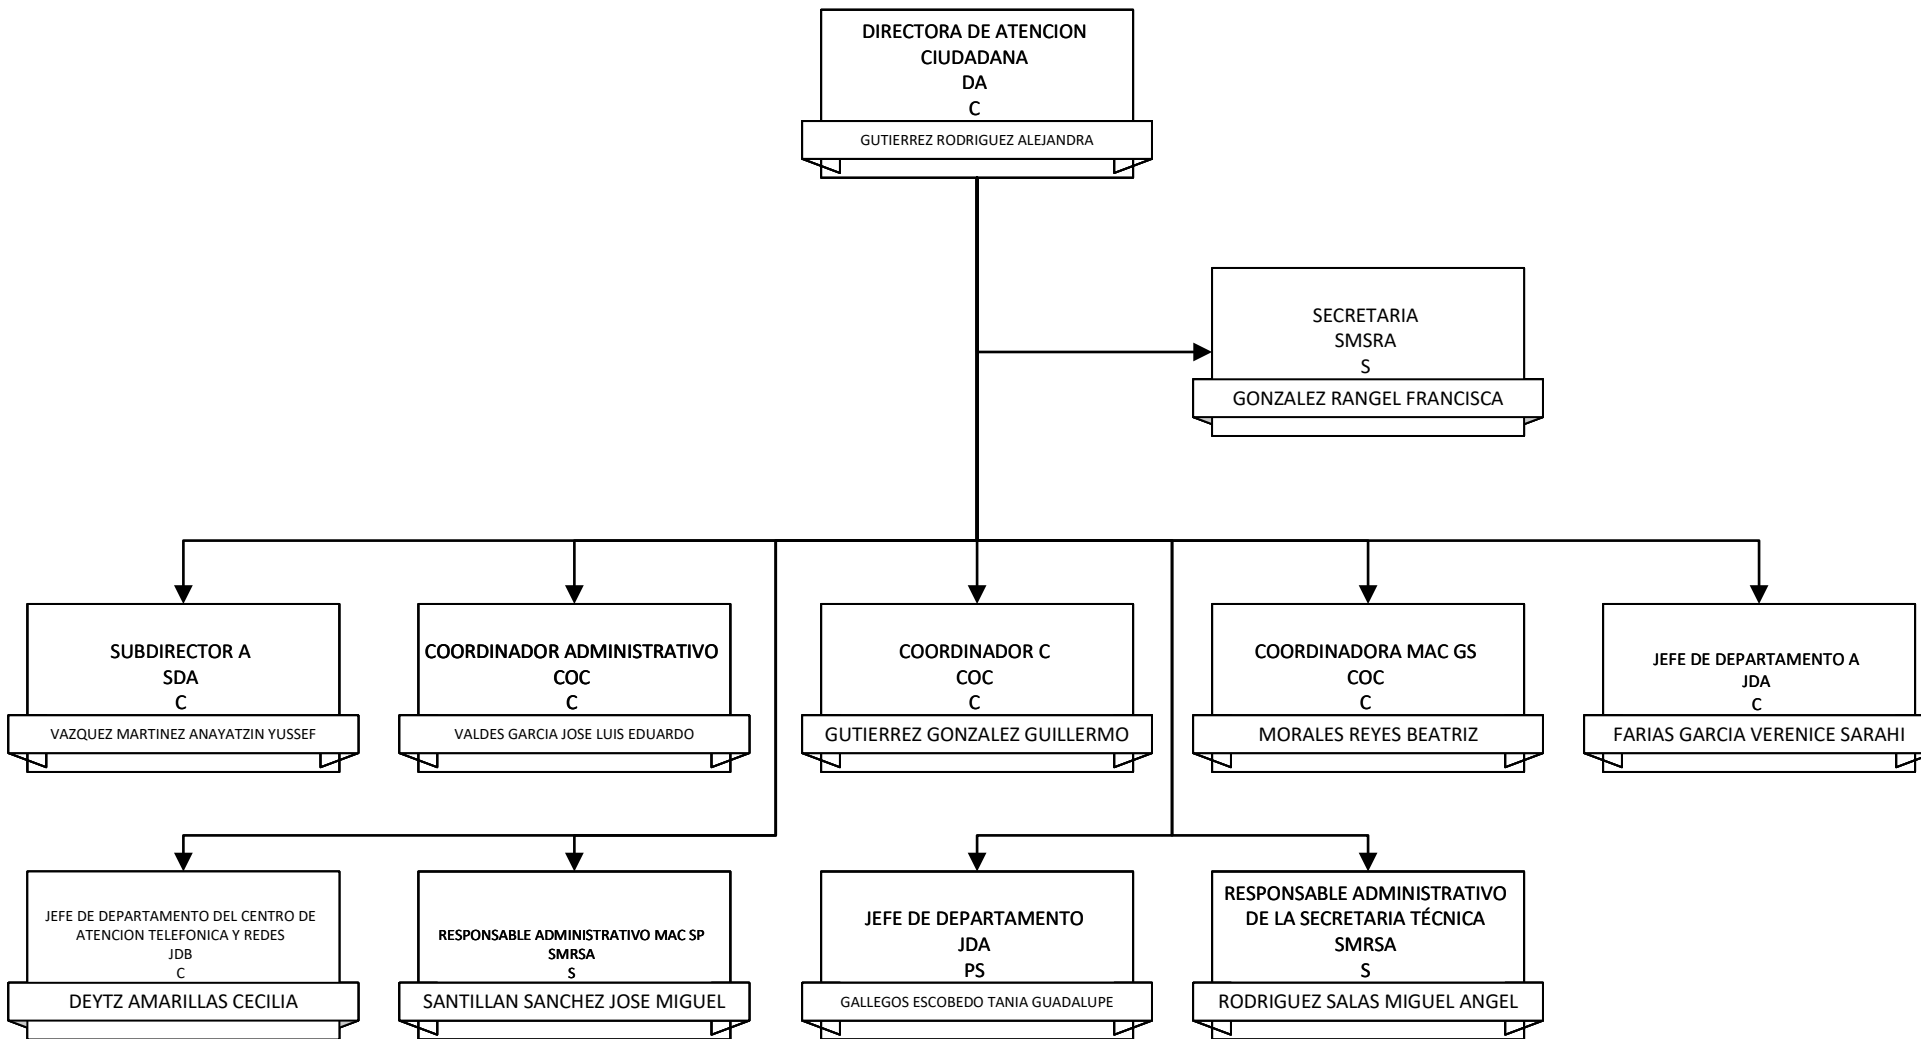 DIRECTORA DE ATENCION
CIUDADANA
DA
C
GUTIERREZ RODRIGUEZ ALEJANDRA
SECRETARIA
SMSRA
S
GONZALEZ RANGEL FRANCISCA
SUBDIRECTOR A
SDA
C
VAZQUEZ MARTINEZ ANAYATZIN YUSSEF
COORDINADOR ADMINISTRATIVO
COC
C
VALDES GARCIA JOSE LUIS EDUARDO
COORDINADOR C
COC
C
GUTIERREZ GONZALEZ GUILLERMO
COORDINADORA MAC GS
COC
C
MORALES REYES BEATRIZ
JEFE DE DEPARTAMENTO A
JDA
C
FARIAS GARCIA VERENICE SARAHI
JEFE DE DEPARTAMENTO DEL CENTRO DE
ATENCION TELEFONICA Y REDES
JDB
C
DEYTZ AMARILLAS CECILIA
RESPONSABLE ADMINISTRATIVO MAC SP
SMRSA
S
SANTILLAN SANCHEZ JOSE MIGUEL
JEFE DE DEPARTAMENTO
JDA
PS
GALLEGOS ESCOBEDO TANIA GUADALUPE
RESPONSABLE ADMINISTRATIVO
DE LA SECRETARIA TÉCNICA
SMRSA
S
RODRIGUEZ SALAS MIGUEL ANGEL